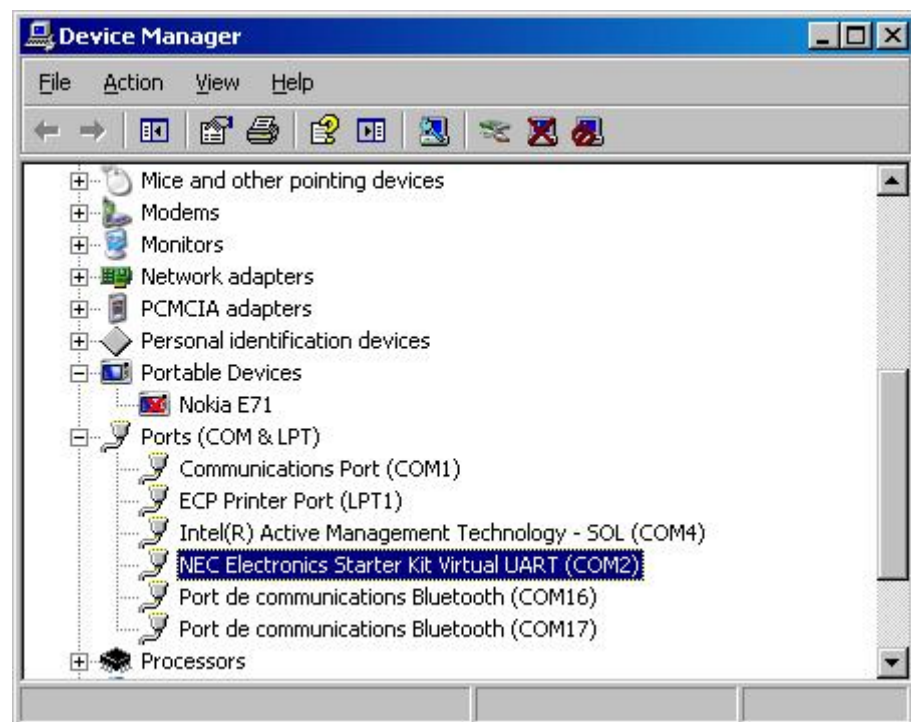 Device Manager
File Action View Help
Mice and other pointing devices
Modems
Monitors
Network adapters
PCMCIA adapters
Personal identification devices
Portable Devices
Nokia E71
Ports (COM & LPT)
Communications Port (COM1)
ECP Printer Port (LPT1)
Intel(R) Active Management Technology - SOL (COM4)
NEC Electronics Starter Kit Virtual UART (COM2)
Port de communications Bluetooth (COM16)
Port de communications Bluetooth (COM17)
Processors